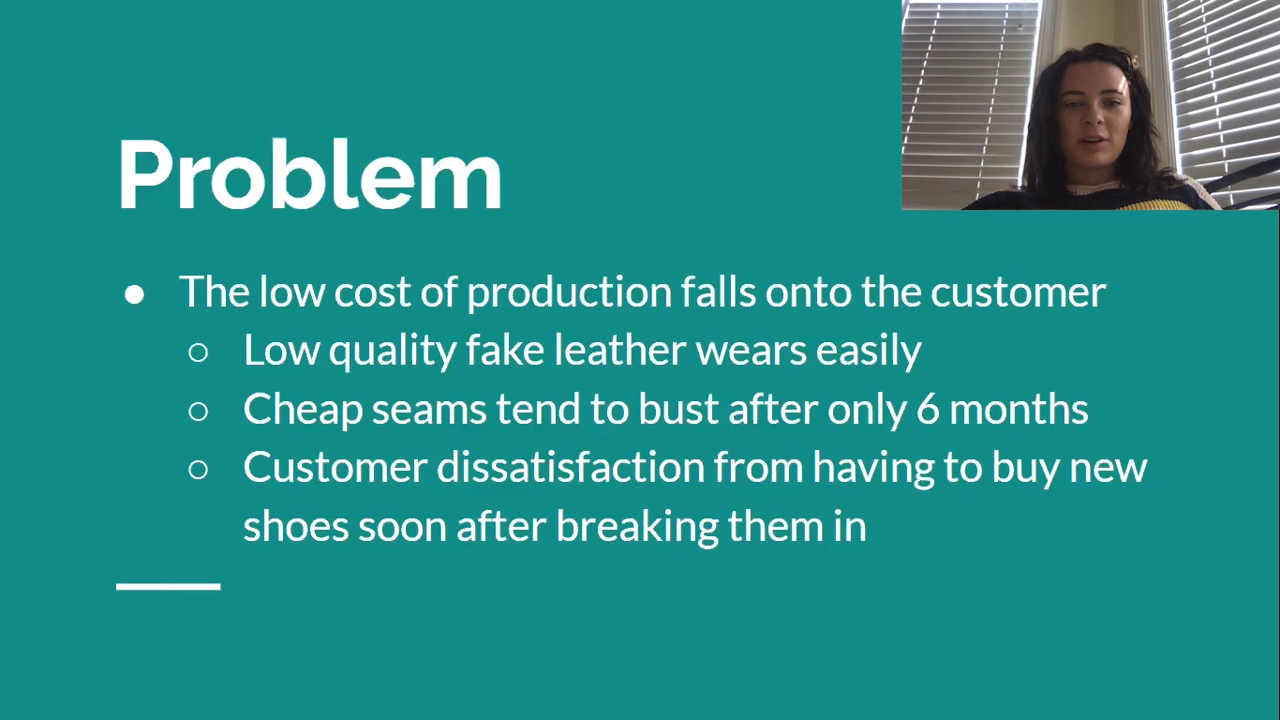 Problem
● The low cost of production falls onto the customer
○ Low quality fake leather wears easily
○ Cheap seams tend to bust after only 6 months
○ Customer dissatisfaction from having to buy new
shoes soon after breaking them in